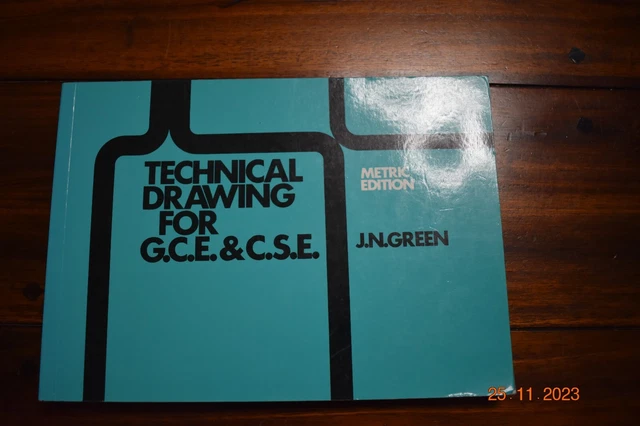 TECHNICAL
DRAWING
FOR
G.C.E. & C.S.E.
METRIC
EDITION
J.N.GREEN
25 11 2023